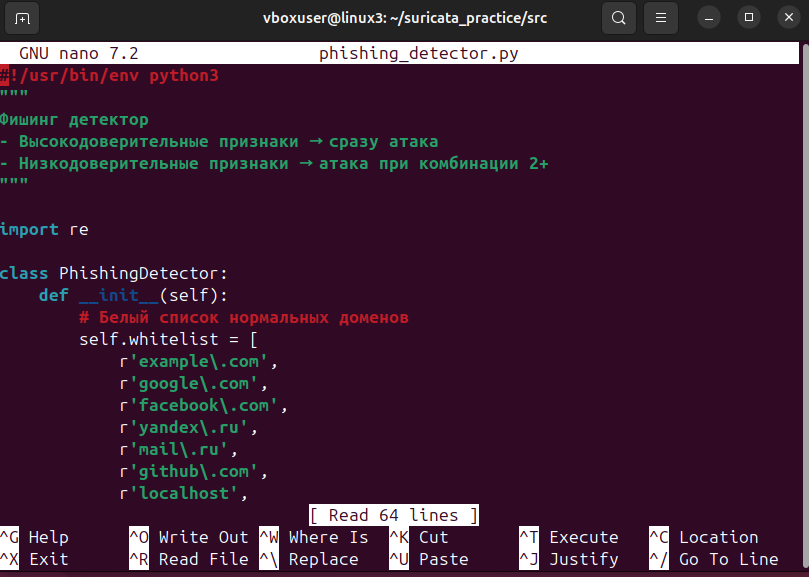 vboxuser@linux3: ~/suricata_practice/src
GNU nano 7.2 phishing_detector.py
#!/usr/bin/env python3
"""
Фишинг детектор
- Высокодоверительные признаки → сразу атака
- Низкодоверительные признаки → атака при комбинации 2+
"""
import re
class PhishingDetector:
    def __init__(self):
        # Белый список нормальных доменов
        self.whitelist = [
            r'example\.com',
            r'google\.com',
            r'facebook\.com',
            r'yandex\.ru',
            r'mail\.ru',
            r'github\.com',
            r'localhost',
[ Read 64 lines ]
^G Help ^O Write Out ^W Where Is ^K Cut ^T Execute ^C Location
^X Exit ^R Read File ^\ Replace ^U Paste ^J Justify ^/ Go To Line